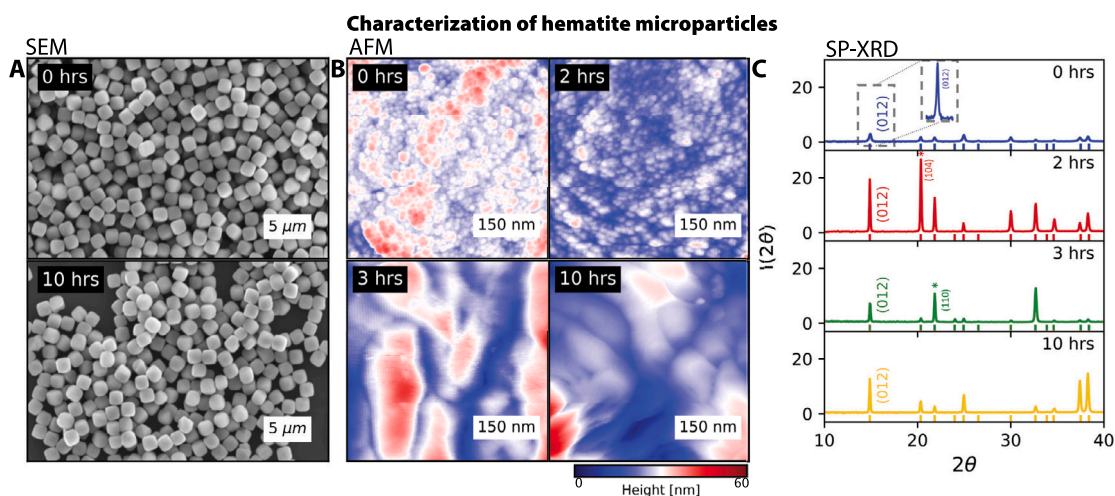 Characterization of hematite microparticles
SEM
AFM
SP-XRD
A
0 hrs
5 μm
10 hrs
5 μm
B
0 hrs
150 nm
2 hrs
150 nm
3 hrs
150 nm
10 hrs
150 nm
0
60
Height [nm]
C
0 hrs
(012)
(012)
20
0
2 hrs
(012)
*
(104)
20
0
3 hrs
(012)
*
(110)
20
0
10 hrs
(012)
20
0
I(2θ)
10 20 30 40
2θ